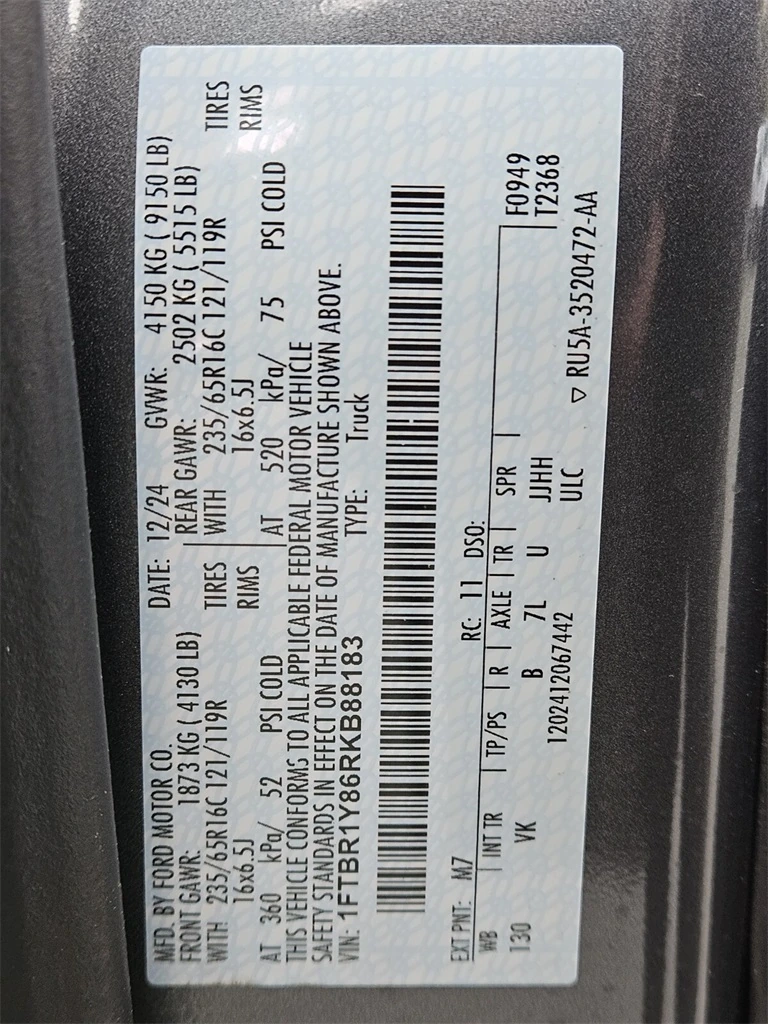 MFD. BY FORD MOTOR CO. DATE: 12/24 GVWR: 4150 KG ( 9150 LB)
FRONT GAWR: 1873 KG ( 4130 LB) REAR GAWR: 2502 KG ( 5515 LB)
WITH 235/65R16C 121/119R TIRES WITH 235/65R16C 121/119R TIRES
16x6.5J RIMS 16x6.5J RIMS
AT 360 kPa/ 52 PSI COLD AT 520 kPa/ 75 PSI COLD
THIS VEHICLE CONFORMS TO ALL APPLICABLE FEDERAL MOTOR VEHICLE
SAFETY STANDARDS IN EFFECT ON THE DATE OF MANUFACTURE SHOWN ABOVE.
VIN: 1FTBR1Y86RKB88183 TYPE: Truck
EXT PNT: M7 RC: 11 DSO:
WB INT TR TP/PS R AXLE TR SPR F0949
130 VK B 7L U JJHH T2368
1202412067442 ULC
▽ RU5A-3520472-AA